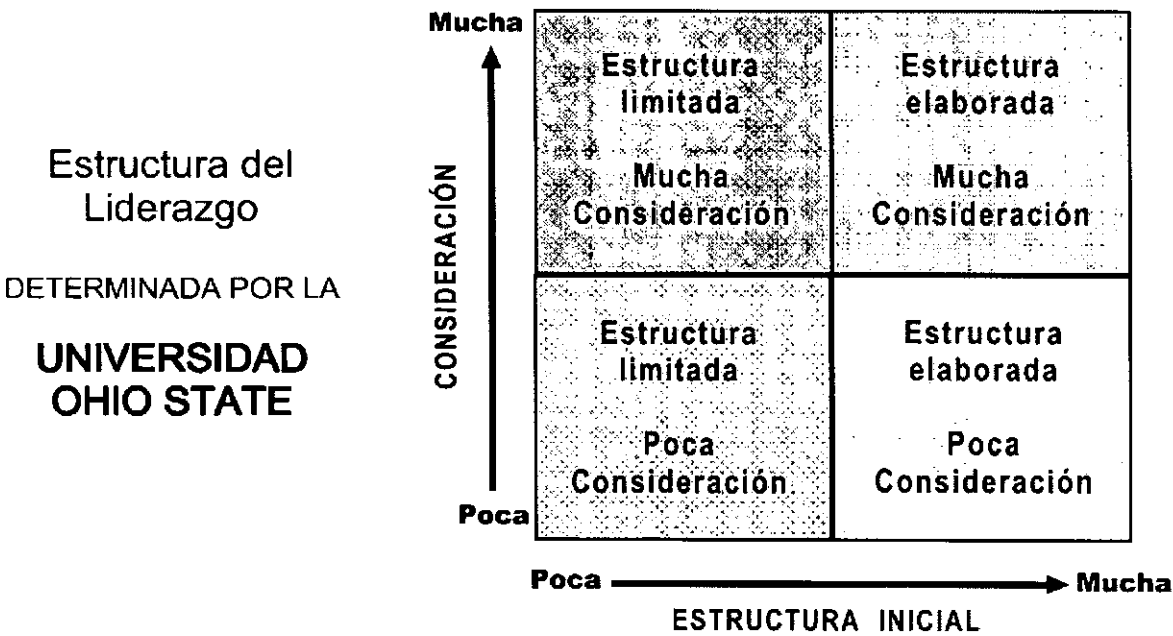 Estructura del
Liderazgo
DETERMINADA POR LA
UNIVERSIDAD
OHIO STATE
Mucha
CONSIDERACIÓN
Poca
Estructura
limitada
Mucha
Consideración
Estructura
elaborada
Mucha
Consideración
Estructura
limitada
Poca
Consideración
Estructura
elaborada
Poca
Consideración
Poca
Mucha
ESTRUCTURA INICIAL